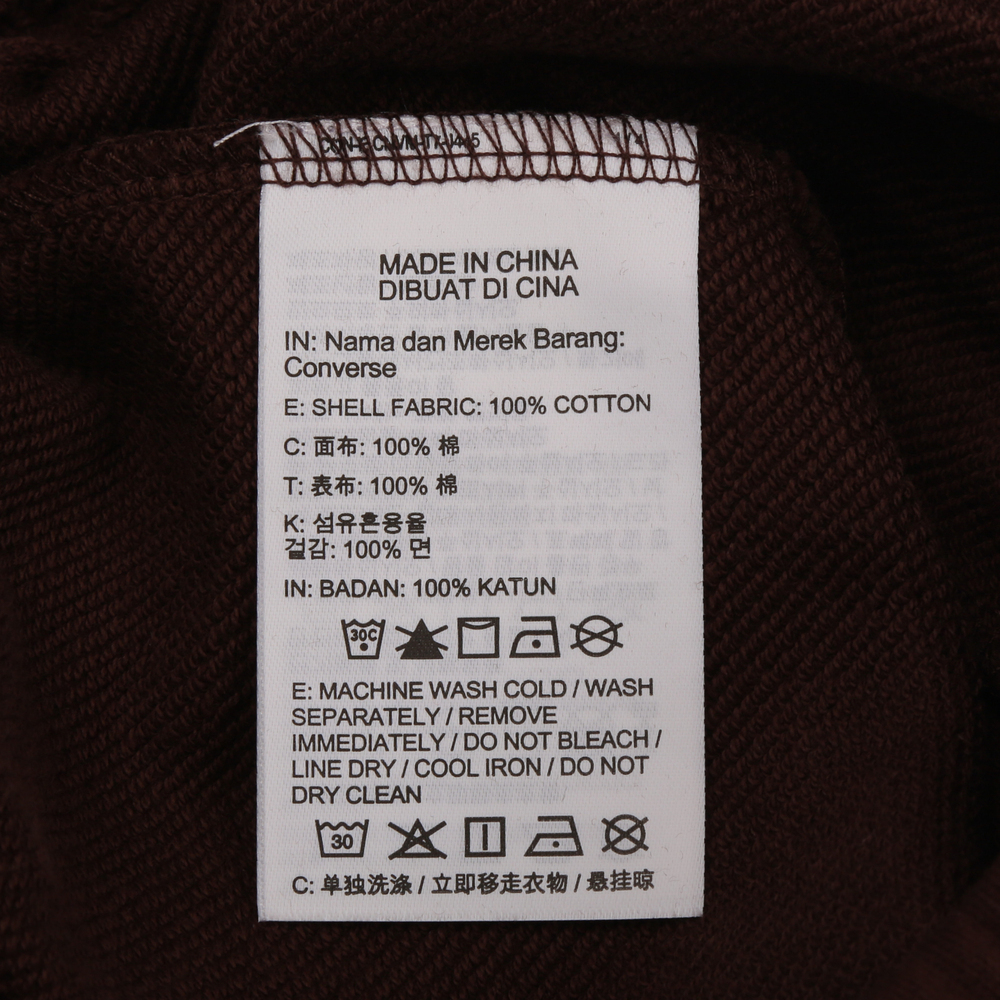 MADE IN CHINA
DIBUAT DI CINA
IN: Nama dan Merek Barang:
Converse
E: SHELL FABRIC: 100% COTTON
C: 面布: 100% 棉
T: 表布: 100% 棉
K: 섬유혼용율
겉감: 100% 면
IN: BADAN: 100% KATUN
30C
E: MACHINE WASH COLD / WASH
SEPARATELY / REMOVE
IMMEDIATELY / DO NOT BLEACH /
LINE DRY / COOL IRON / DO NOT
DRY CLEAN
30
C: 单独洗涤 / 立即移走衣物 / 悬挂晾